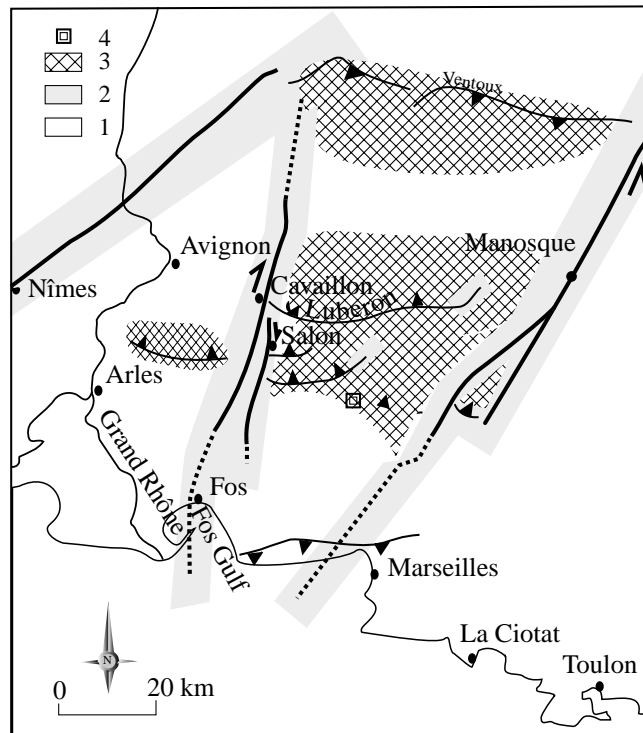 4
3
2
1
Ventoux
Avignon
Manosque
Nîmes
Cavaillon
Luberon
Salon
Arles
Grand Rhône
Fos
Fos Gulf
Marseilles
La Ciotat
Toulon
N
0 20 km